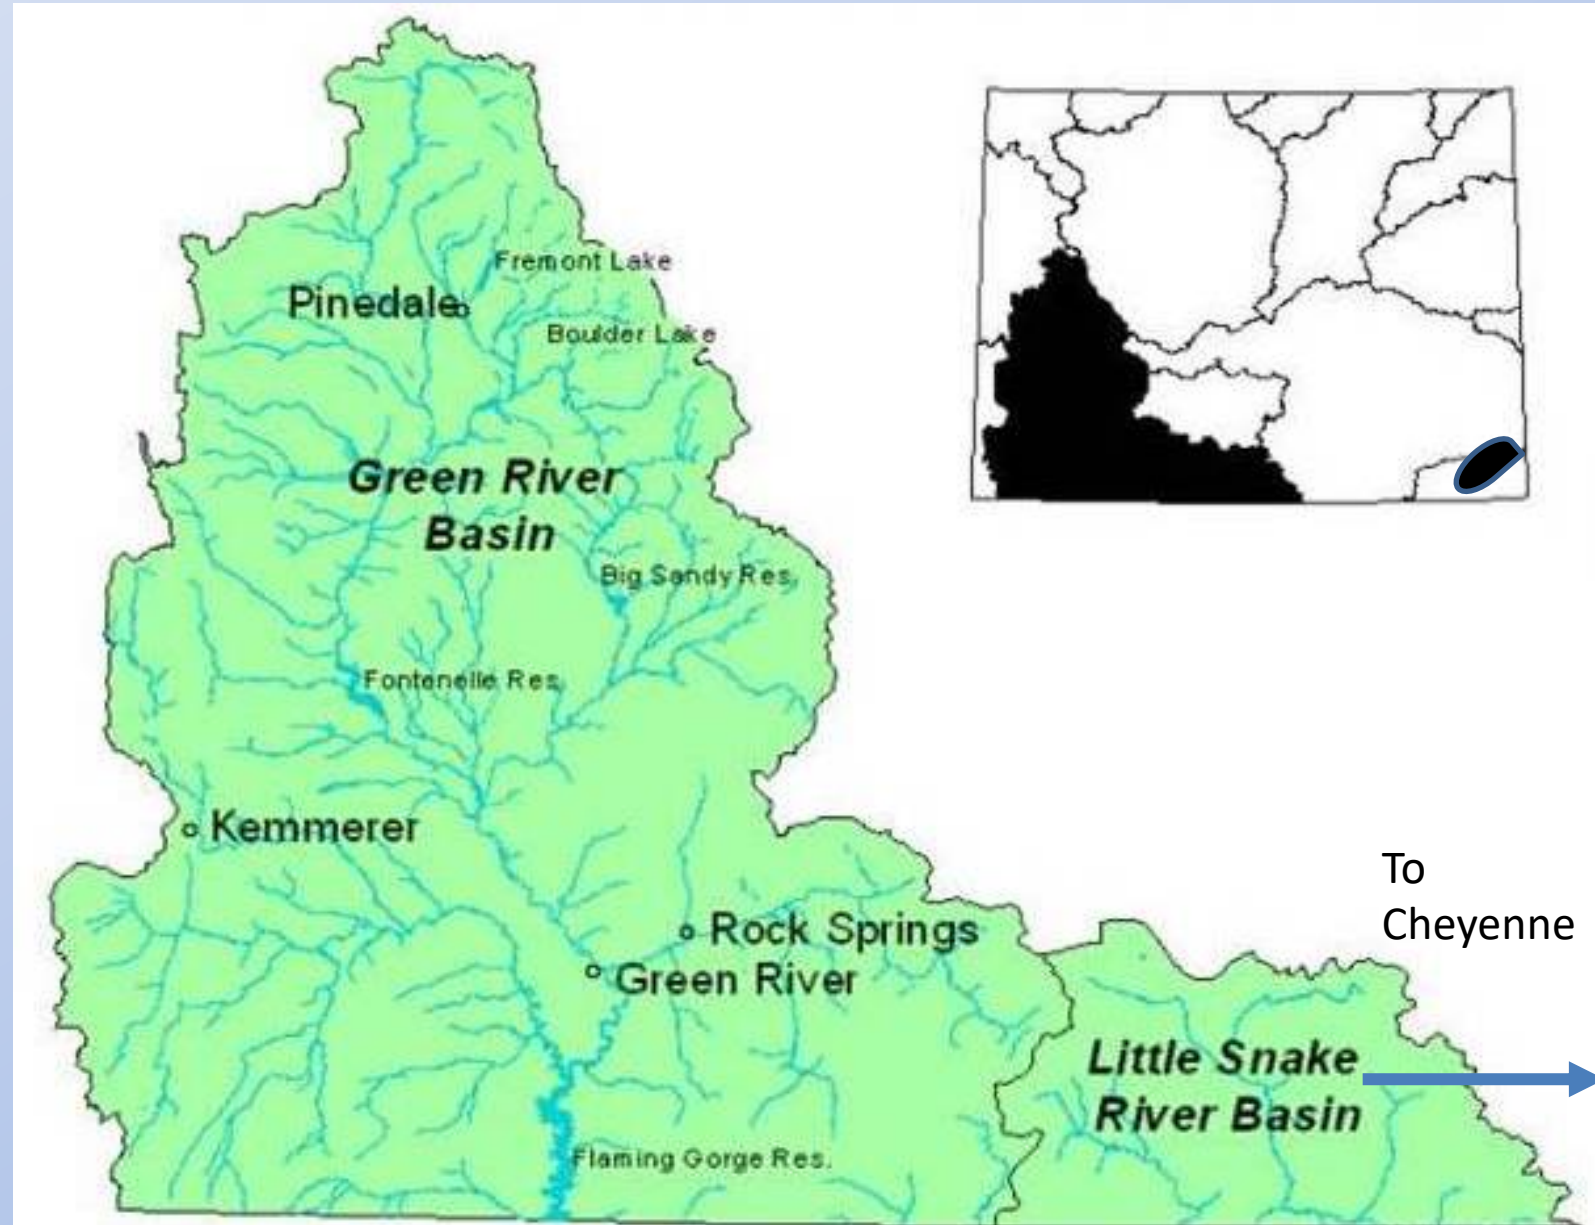 Fremont Lake
Pinedale
Boulder Lake
Green River
Basin
Big Sandy Res.
Fontenelle Res.
Kemmerer
To
Cheyenne
Rock Springs
Green River
Little Snake
River Basin
Flaming Gorge Res.